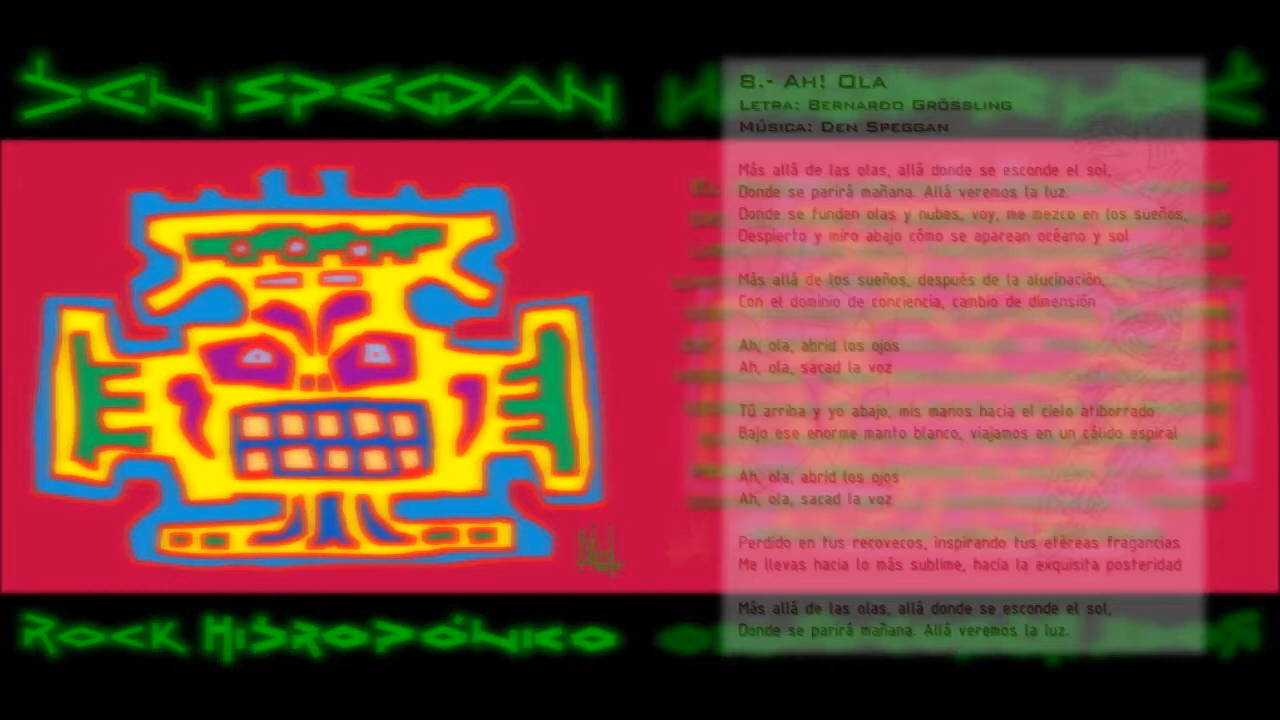 DEN SPEGGAN
ROCK HIDROPÓNICO
8.- AH! OLA
LETRA: BERNARDO GRÖSSLING
MÚSICA: DEN SPEGGAN
Más allá de las olas, allá donde se esconde el sol,
Donde se parirá mañana. Allá veremos la luz.
Donde se funden olas y nubes, voy, me mezco en los sueños,
Despierto y miro abajo cómo se aparean océano y sol
Más allá de los sueños, después de la alucinación,
Con el dominio de conciencia, cambio de dimensión
Ah, ola, abrid los ojos
Ah, ola, sacad la voz
Tú arriba y yo abajo, mis manos hacia el cielo atiborrado
Bajo ese enorme manto blanco, viajamos en un cálido espiral
Ah, ola, abrid los ojos
Ah, ola, sacad la voz
Perdido en tus recovecos, inspirando tus etéreas fragancias
Me llevas hacia lo más sublime, hacia la exquisita posteridad
Más allá de las olas, allá donde se esconde el sol,
Donde se parirá mañana. Allá veremos la luz.